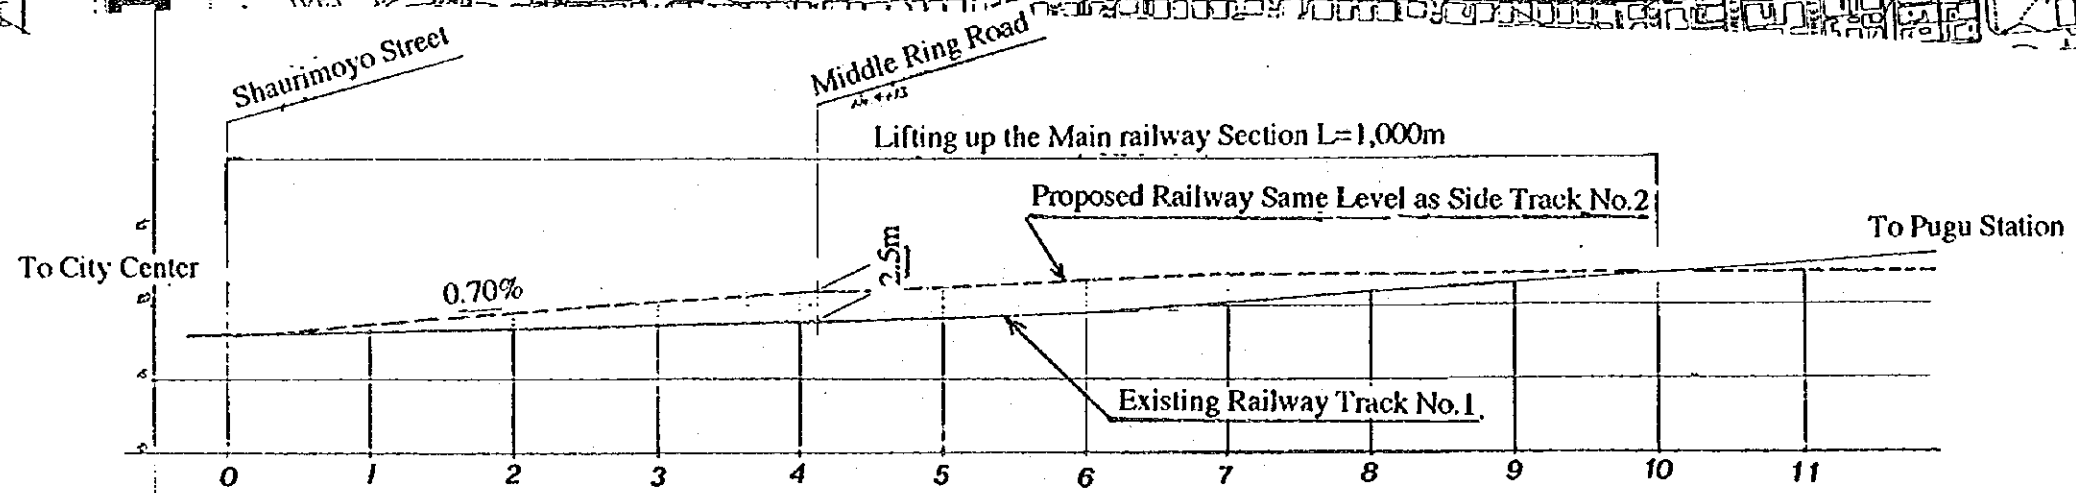 Shaurimoyo Street
Middle Ring Road
Lifting up the Main railway Section L=1,000m
Proposed Railway Same Level as Side Track No.2
To Pugu Station
To City Center
0.70%
2.5m
Existing Railway Track No.1.
0 1 2 3 4 5 6 7 8 9 10 11